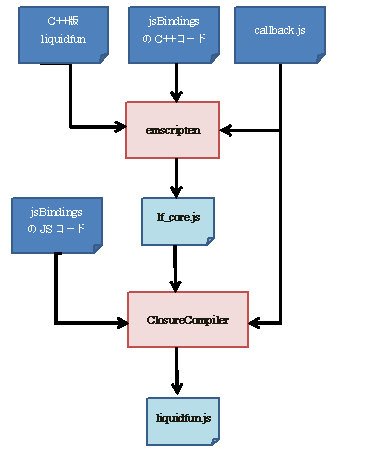 C++版
liquidfun
jsBindings
の C++コード
callback.js
emscripten
jsBindings
の JS コード
lf_core.js
ClosureCompiler
liquidfun.js